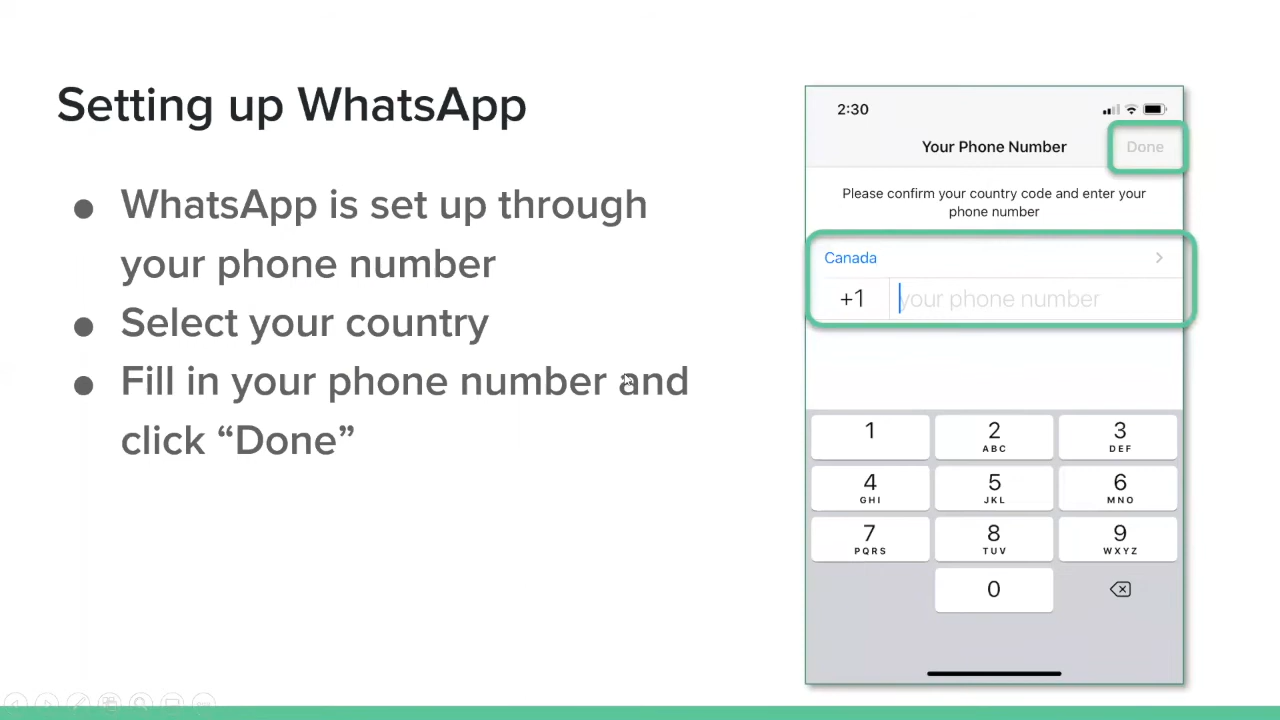 Setting up WhatsApp
● WhatsApp is set up through
your phone number
● Select your country
● Fill in your phone number and
click “Done”
2:30
Your Phone Number
Done
Please confirm your country code and enter your
phone number
Canada
+1
your phone number
1
2
3
ABC
DEF
4
5
6
GHI
JKL
MNO
7
8
9
PQRS
TUV
WXYZ
0